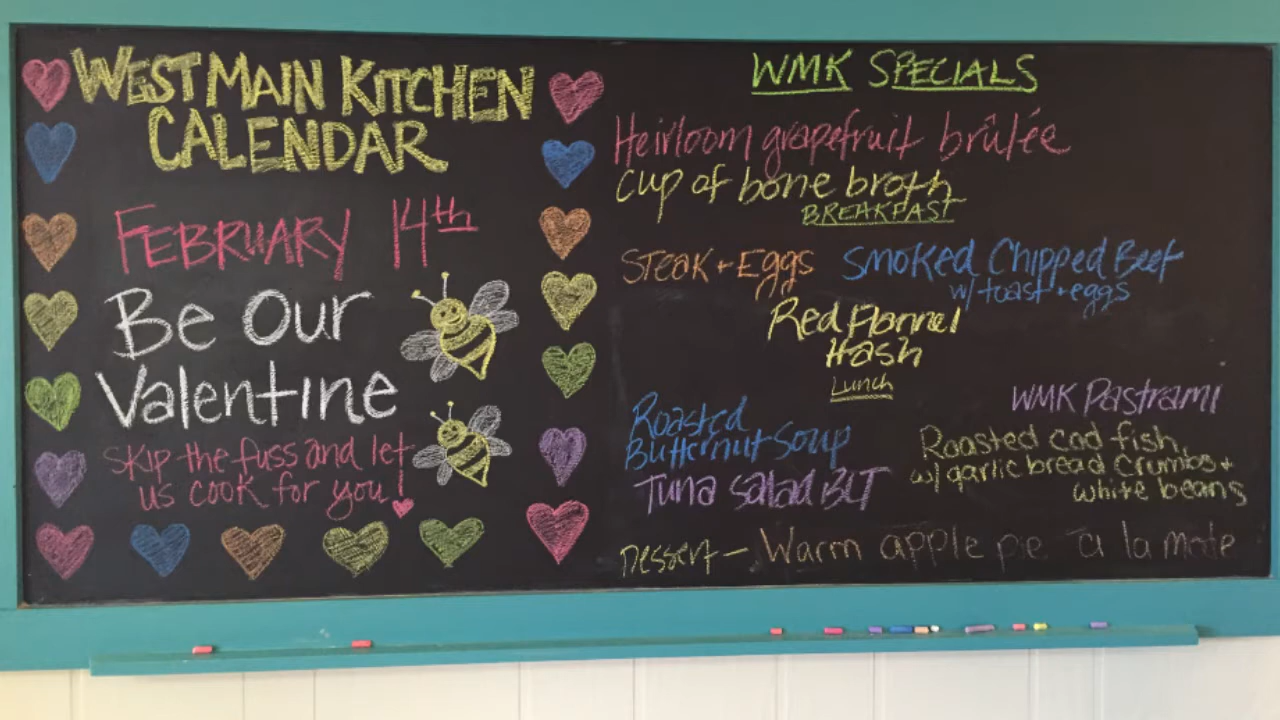 WEST MAIN KITCHEN
CALENDAR
FEBRUARY 14th
Be Our
Valentine
Skip the fuss and let
us cook for you!
WMK SPECIALS
Heirloom grapefruit brûlée
Cup of bone broth
BREAKFAST
STEAK + EGGS
SMOKED Chipped BEEF
w/ toast + eggs
Red Flannel
Hash
LUNCH
Roasted
Butternut Soup
Tuna Salad BLT
WMK Pastrami
Roasted cod fish
w/ garlic bread crumbs +
white beans
Dessert - Warm apple pie a la mode